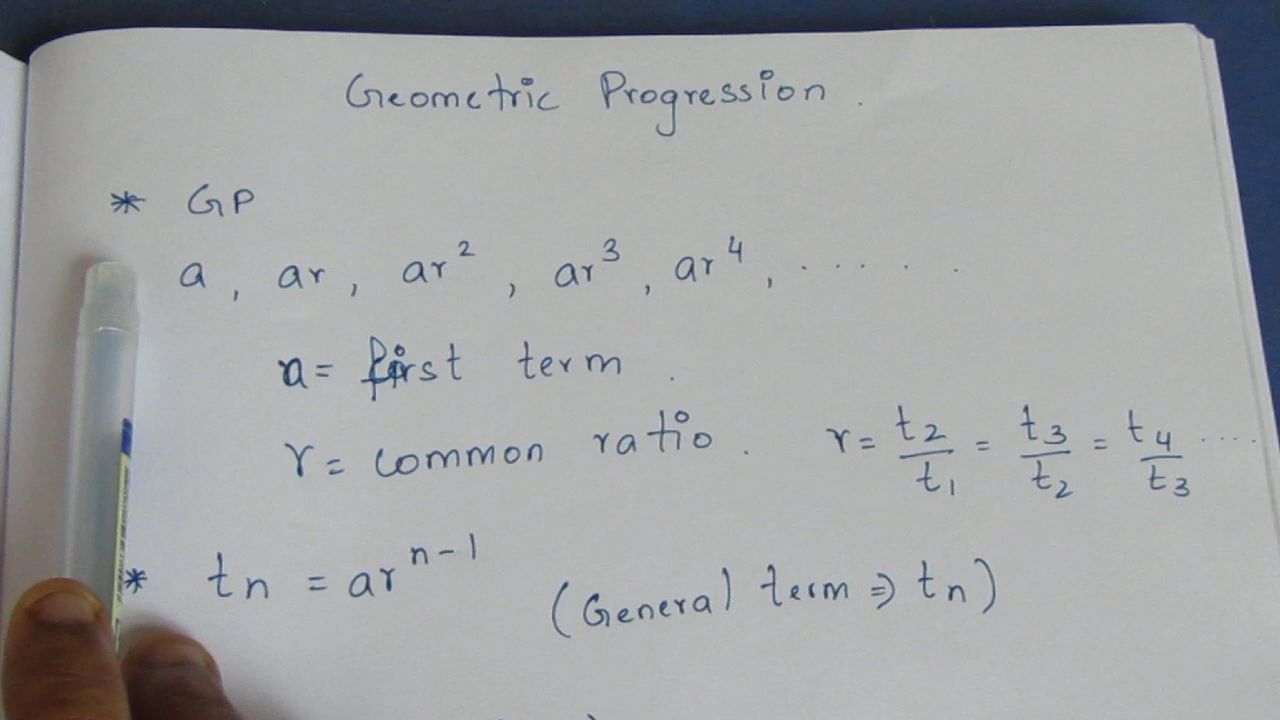 Geometric Progression.
* GP
a, ar, ar², ar³, ar⁴, ......
a = first term.
r = common ratio. r = t₂/t₁ = t₃/t₂ = t₄/t₃ ....
* tn = arⁿ⁻¹ (General term ⇒ tn)